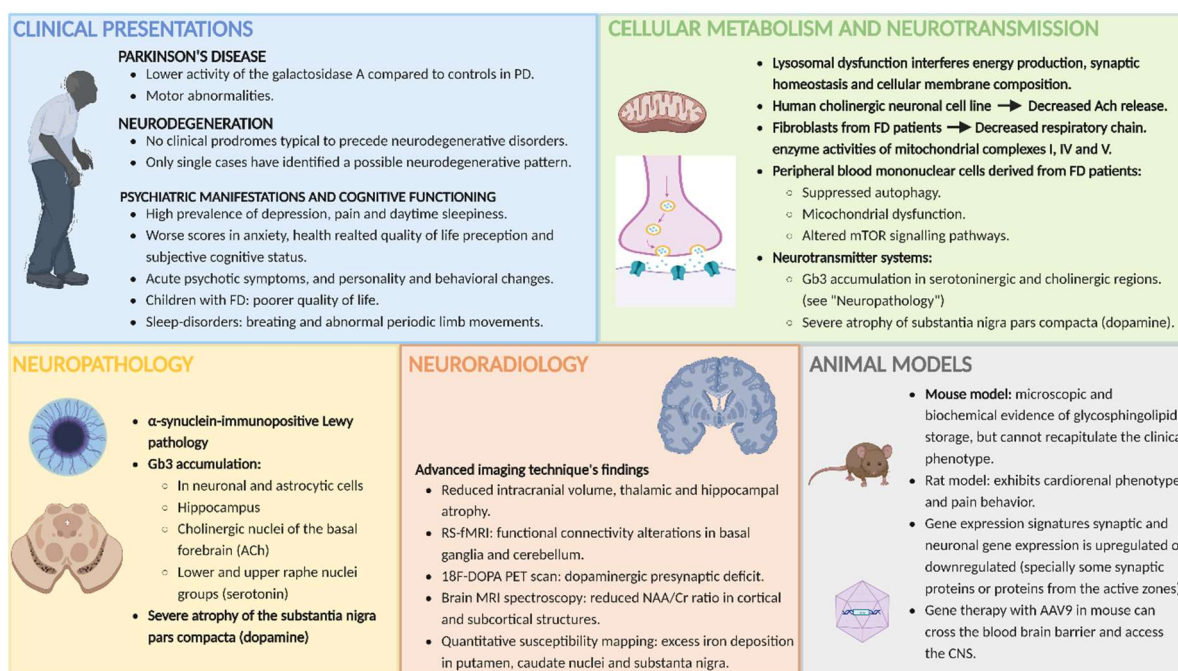 CLINICAL PRESENTATIONS
PARKINSON'S DISEASE
• Lower activity of the galactosidase A compared to controls in PD.
• Motor abnormalities.
NEURODEGENERATION
• No clinical prodromes typical to precede neurodegenerative disorders.
• Only single cases have identified a possible neurodegenerative pattern.
PSYCHIATRIC MANIFESTATIONS AND COGNITIVE FUNCTIONING
• High prevalence of depression, pain and daytime sleepiness.
• Worse scores in anxiety, health realted quality of life preception and
subjective cognitive status.
• Acute psychotic symptoms, and personality and behavioral changes.
• Children with FD: poorer quality of life.
• Sleep-disorders: breating and abnormal periodic limb movements.
CELLULAR METABOLISM AND NEUROTRANSMISSION
• Lysosomal dysfunction interferes energy production, synaptic
homeostasis and cellular membrane composition.
• Human cholinergic neuronal cell line → Decreased Ach release.
• Fibroblasts from FD patients → Decreased respiratory chain.
enzyme activities of mitochondrial complexes I, IV and V.
• Peripheral blood mononuclear cells derived from FD patients:
○ Suppressed autophagy.
○ Micochondrial dysfunction.
○ Altered mTOR signalling pathways.
• Neurotransmitter systems:
○ Gb3 accumulation in serotoninergic and cholinergic regions.
(see "Neuropathology")
○ Severe atrophy of substantia nigra pars compacta (dopamine).
NEUROPATHOLOGY
• α-synuclein-immunopositive Lewy
pathology
• Gb3 accumulation:
○ In neuronal and astrocytic cells
○ Hippocampus
○ Cholinergic nuclei of the basal
forebrain (ACh)
○ Lower and upper raphe nuclei
groups (serotonin)
• Severe atrophy of the substantia nigra
pars compacta (dopamine)
NEURORADIOLOGY
Advanced imaging technique's findings
• Reduced intracranial volume, thalamic and hippocampal
atrophy.
• RS-fMRI: functional connectivity alterations in basal
ganglia and cerebellum.
• 18F-DOPA PET scan: dopaminergic presynaptic deficit.
• Brain MRI spectroscopy: reduced NAA/Cr ratio in cortical
and subcortical structures.
• Quantitative susceptibility mapping: excess iron deposition
in putamen, caudate nuclei and substanta nigra.
ANIMAL MODELS
• Mouse model: microscopic and
biochemical evidence of glycosphingolipid
storage, but cannot recapitulate the clinica
phenotype.
• Rat model: exhibits cardiorenal phenotype
and pain behavior.
• Gene expression signatures synaptic and
neuronal gene expression is upregulated o
downregulated (specially some synaptic
proteins or proteins from the active zones)
• Gene therapy with AAV9 in mouse can
cross the blood brain barrier and access
the CNS.